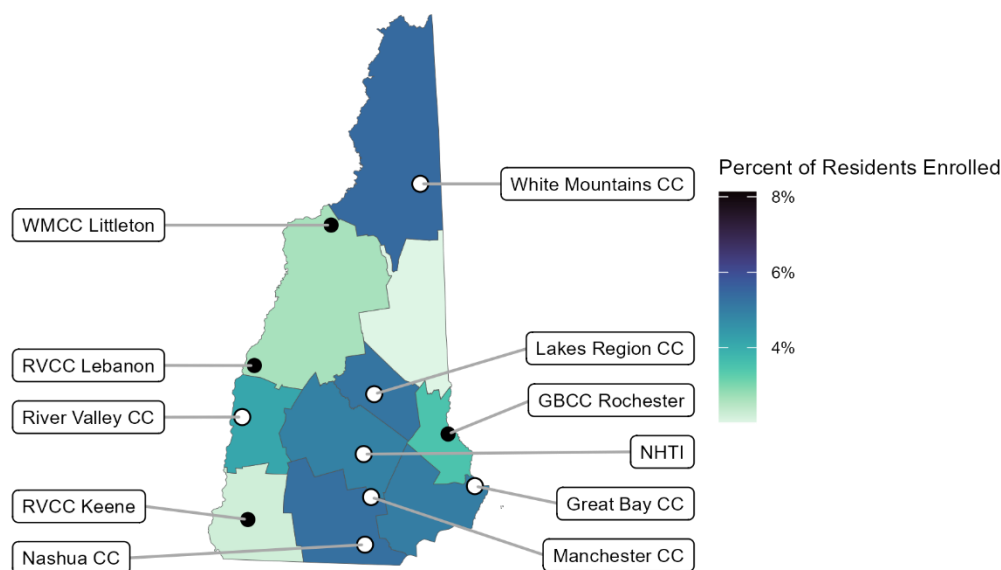 Percent of Residents Enrolled
8%
6%
4%
White Mountains CC
WMCC Littleton
Lakes Region CC
RVCC Lebanon
GBCC Rochester
River Valley CC
NHTI
Great Bay CC
RVCC Keene
Manchester CC
Nashua CC